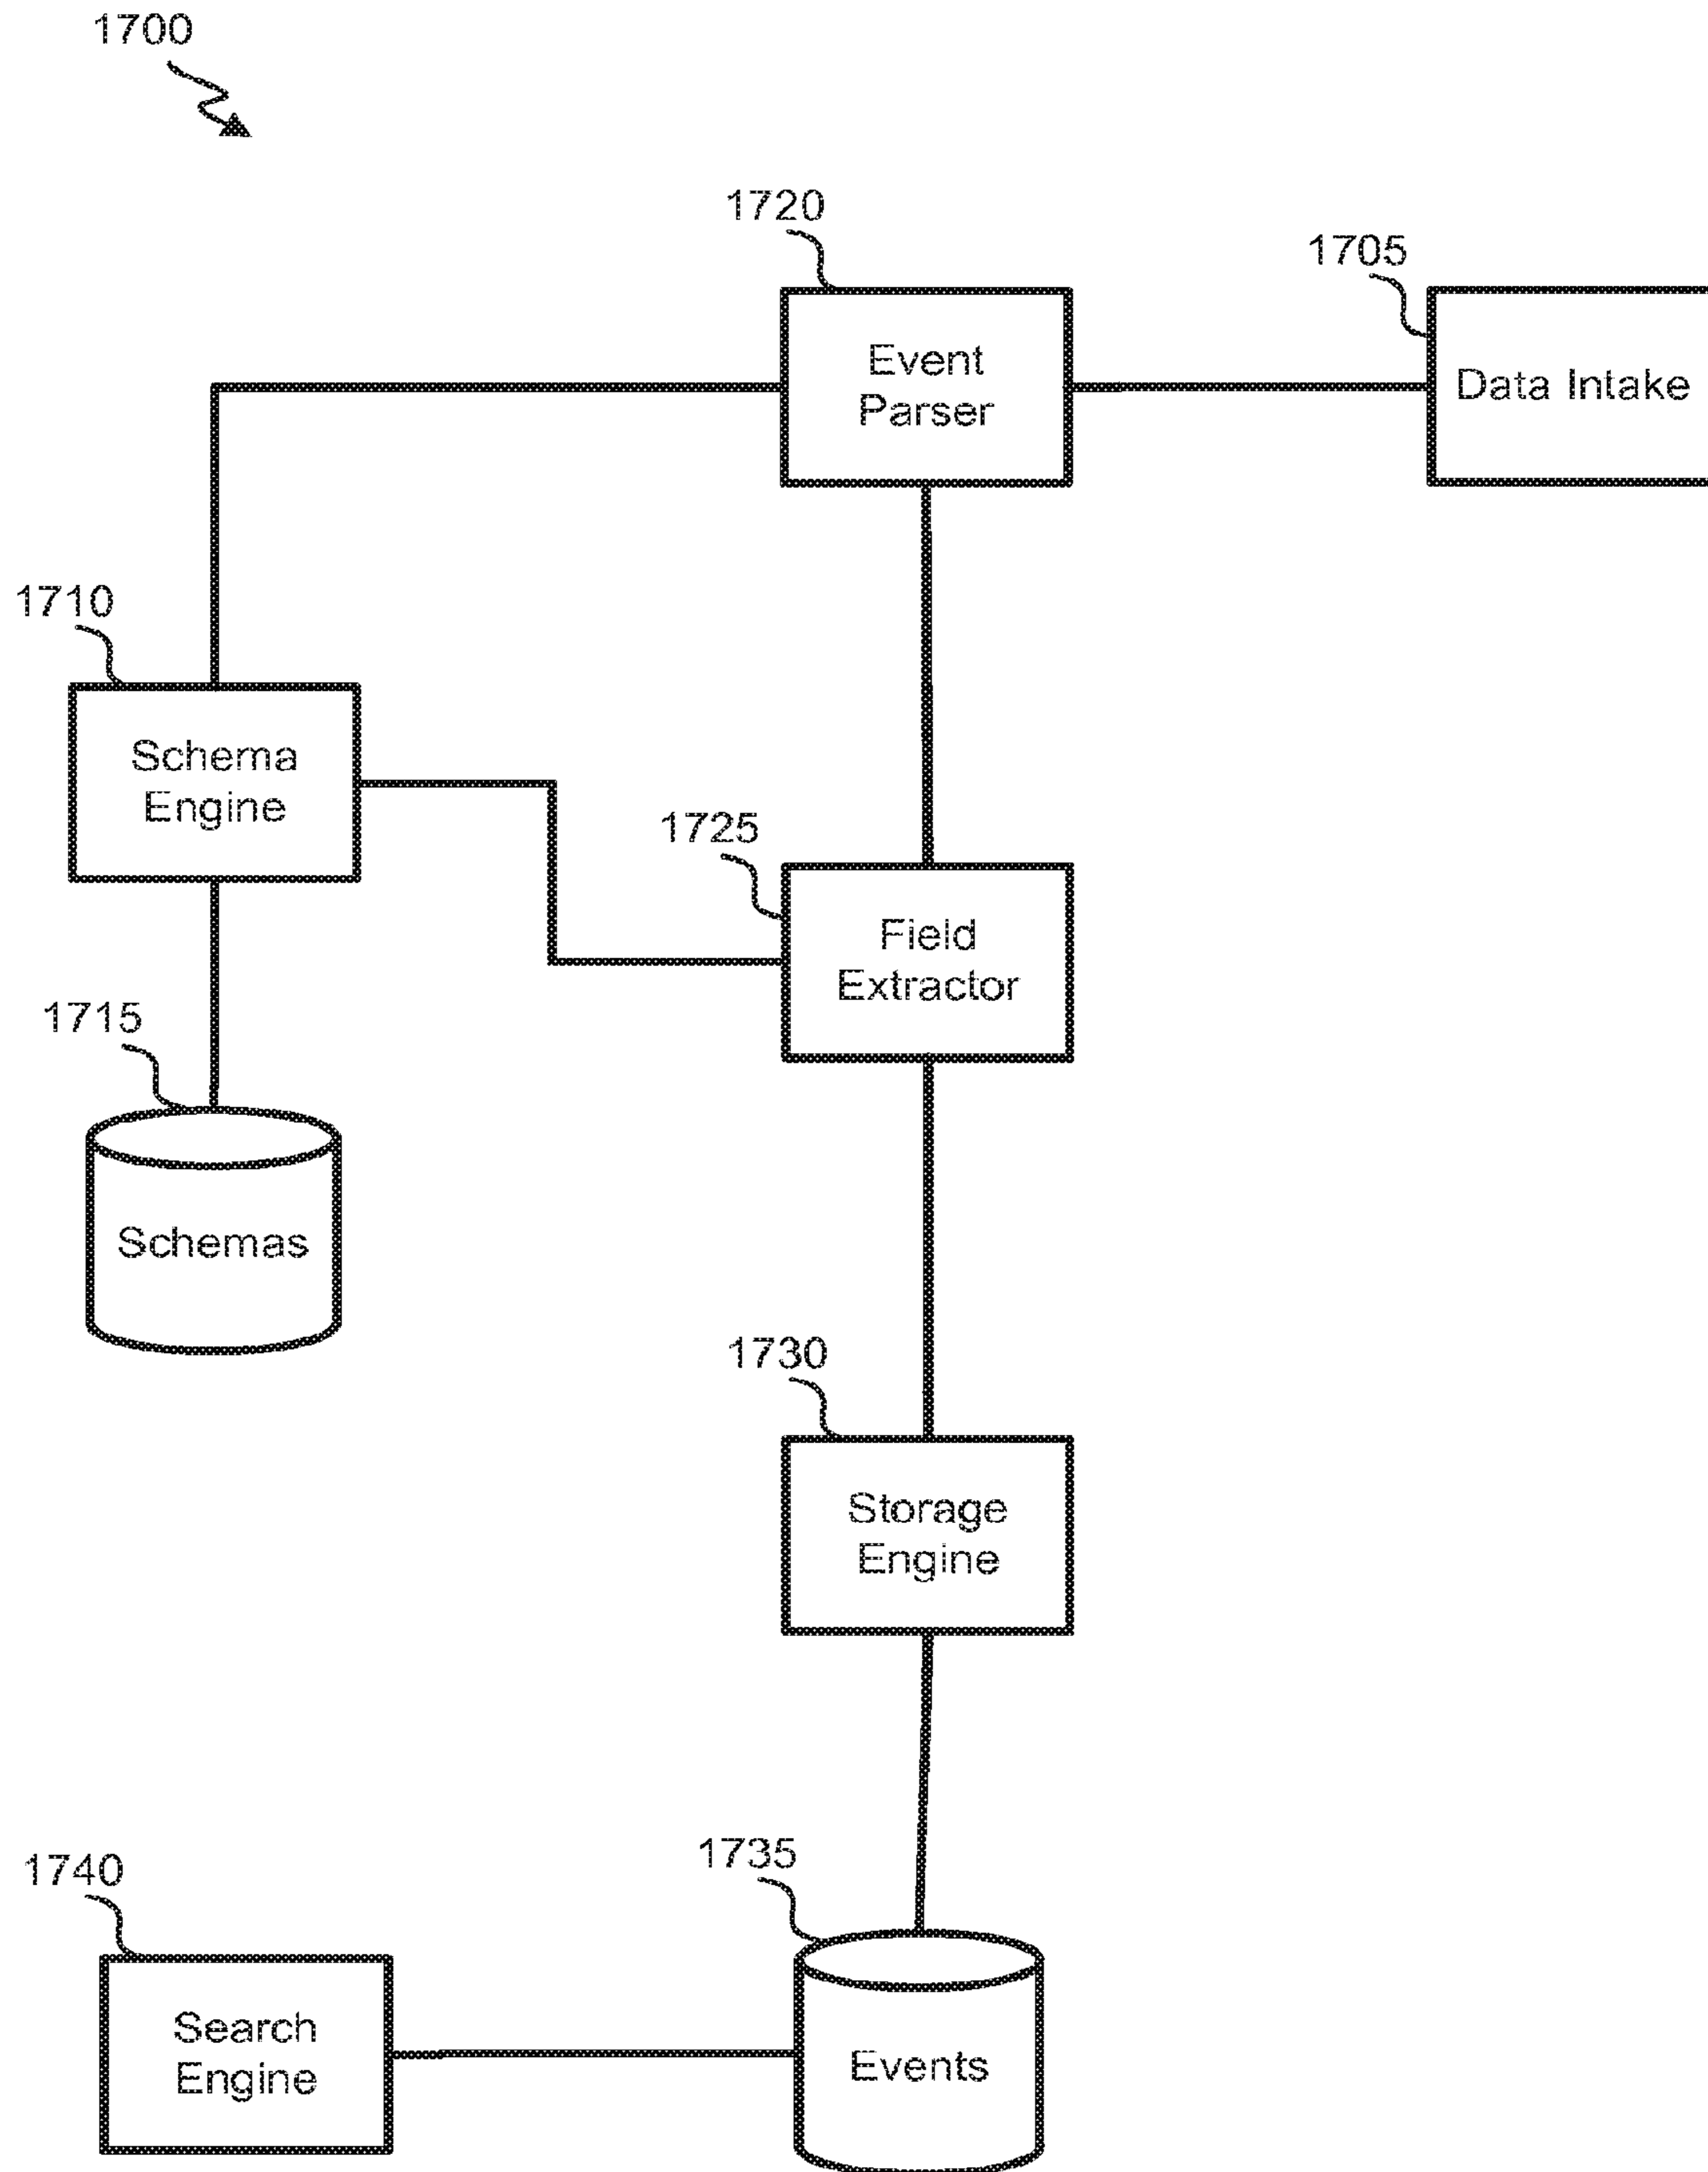 1700
1720
1705
Event
Parser
Data Intake
1710
Schema
Engine
1725
Field
Extractor
1715
Schemas
1730
Storage
Engine
1740
1735
Search
Engine
Events